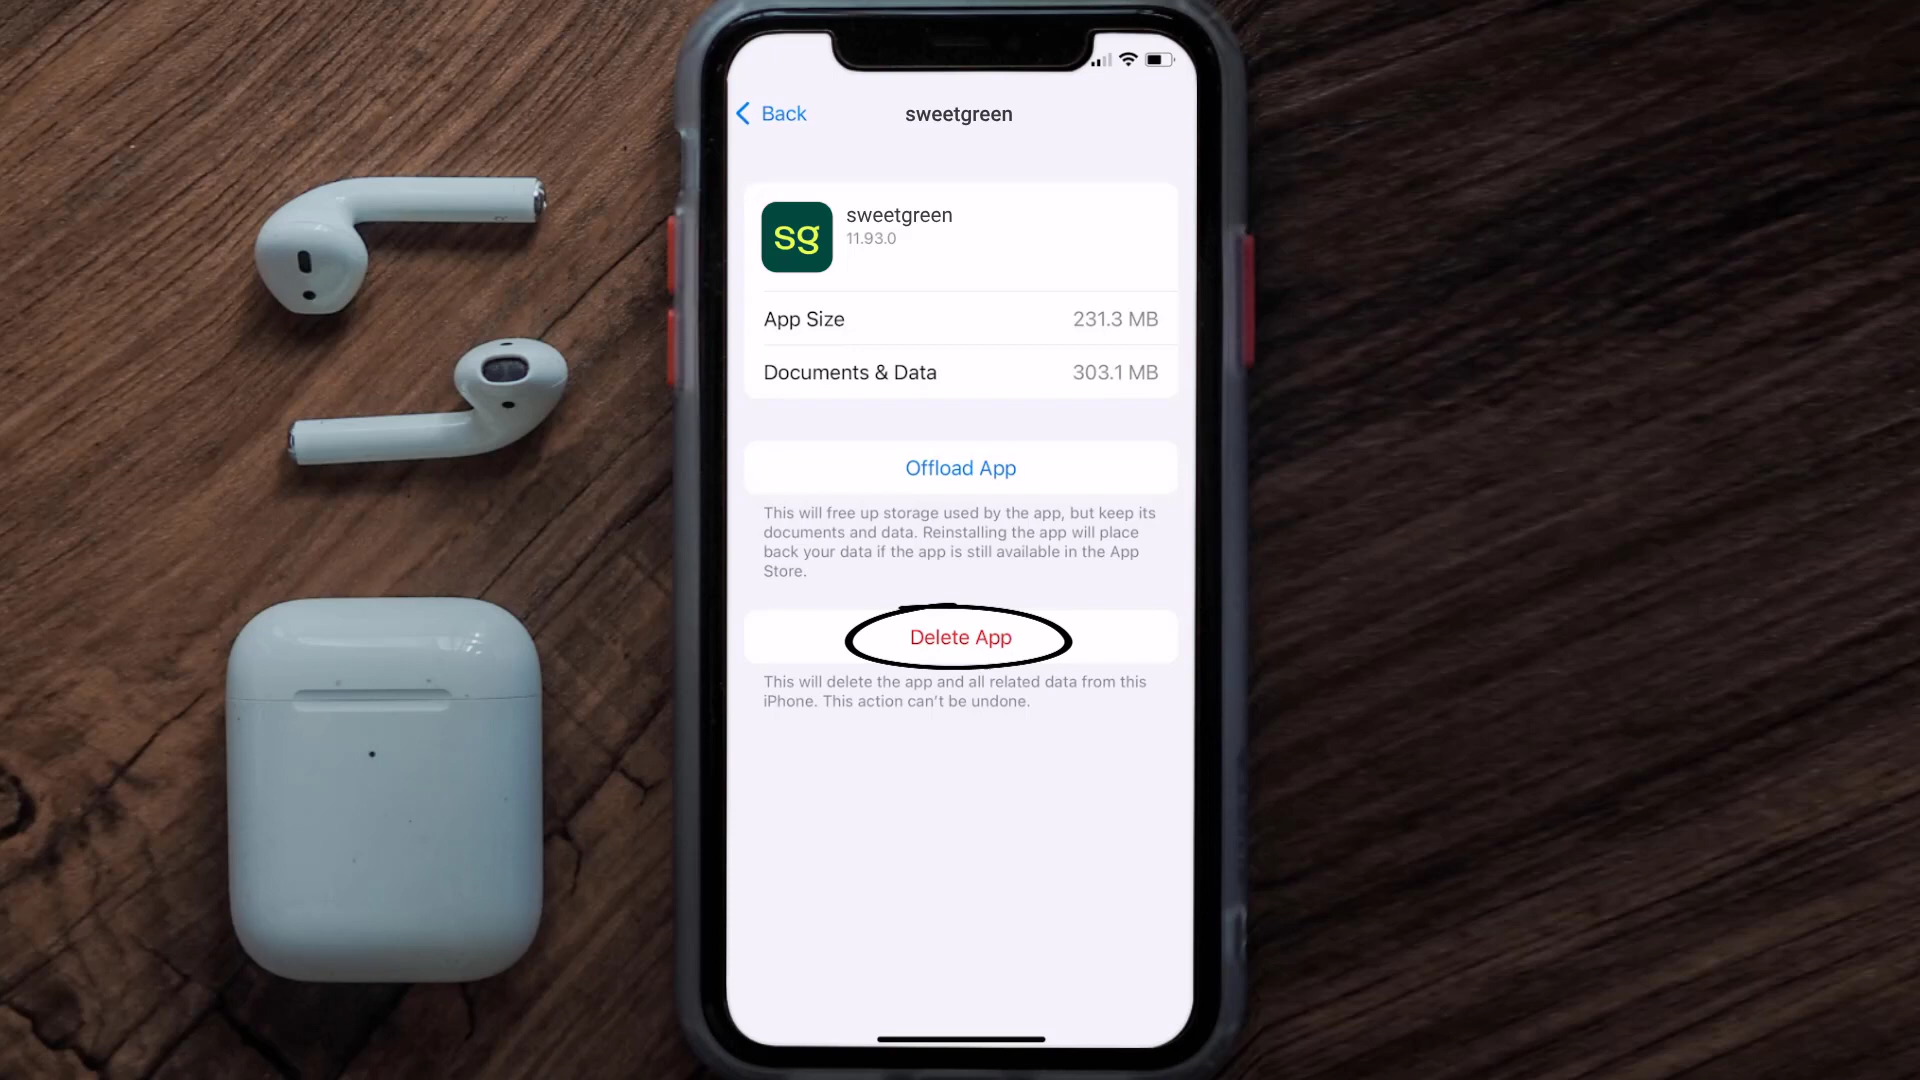 Back
sweetgreen
sg
sweetgreen
11.93.0
App Size 231.3 MB
Documents & Data 303.1 MB
Offload App
This will free up storage used by the app, but keep its
documents and data. Reinstalling the app will place
back your data if the app is still available in the App
Store.
Delete App
This will delete the app and all related data from this
iPhone. This action can't be undone.